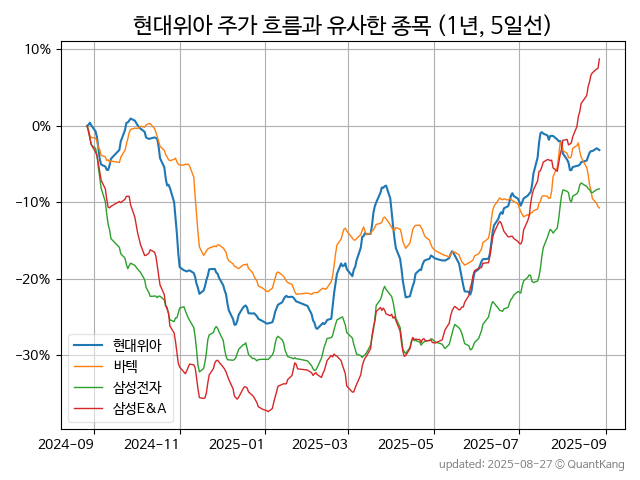 현대위아 주가 흐름과 유사한 종목 (1년, 5일선)
10%
0%
−10%
−20%
−30%
현대위아
바텍
삼성전자
삼성E&A
2024-09 2024-11 2025-01 2025-03 2025-05 2025-07 2025-09
updated: 2025-08-27 © QuantKang